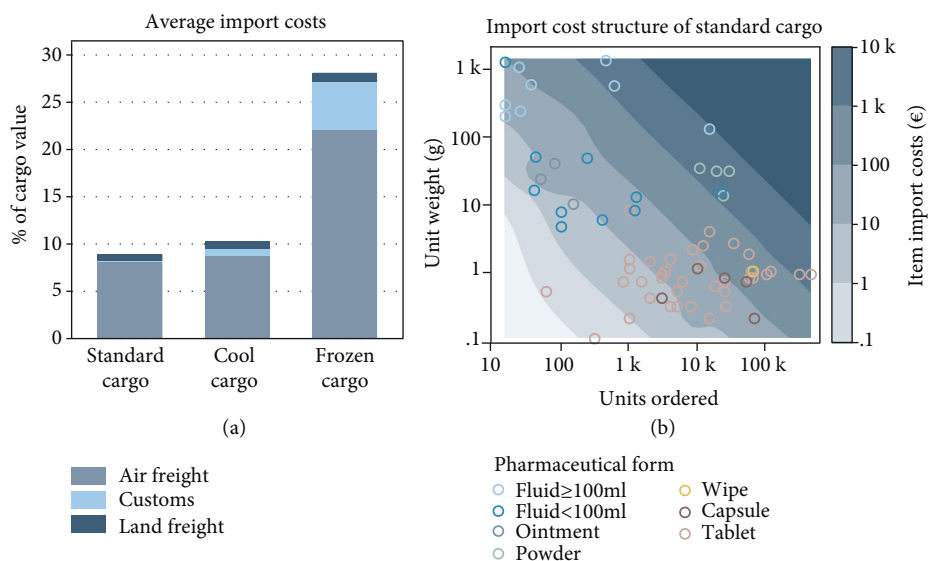 Average import costs
% of cargo value
30
25
20
15
10
5
0
Standard
cargo
Cool
cargo
Frozen
cargo
(a)
Air freight
Customs
Land freight
Import cost structure of standard cargo
Unit weight (g)
1 k
100
10
1
.1
10
100
1 k
10 k
100 k
Units ordered
(b)
10 k
1 k
100
10
1
.1
Item import costs (€)
Pharmaceutical form
Fluid≥100ml
Fluid<100ml
Ointment
Powder
Wipe
Capsule
Tablet